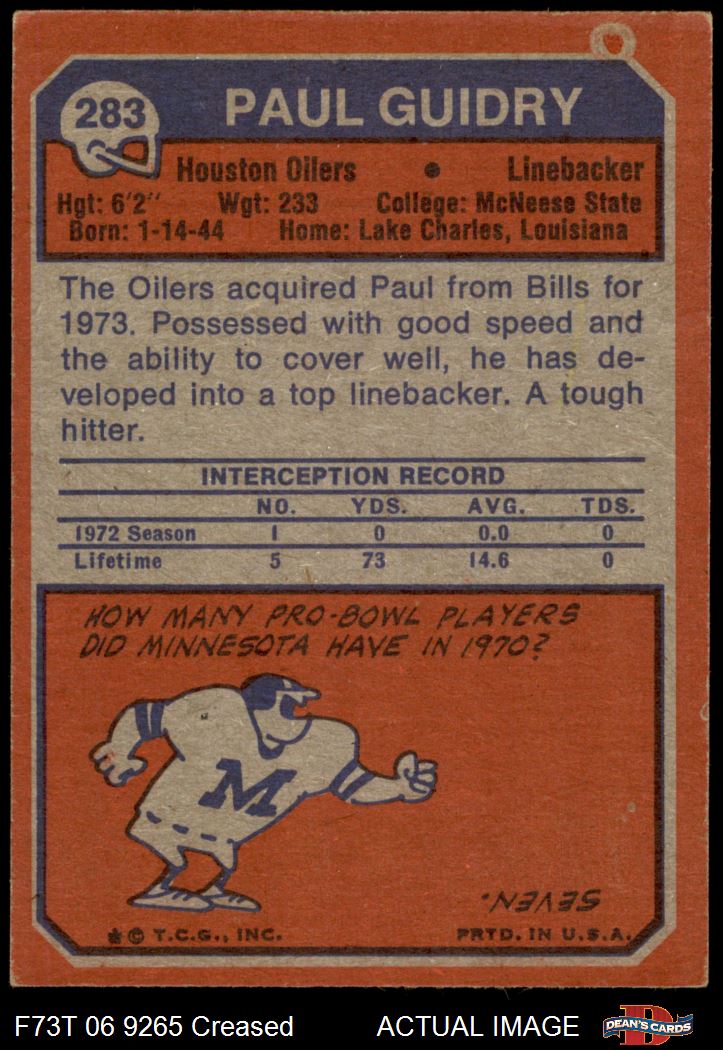 283
PAUL GUIDRY
Houston Oilers • Linebacker
Hgt: 6'2" Wgt: 233 College: McNeese State
Born: 1-14-44 Home: Lake Charles, Louisiana
The Oilers acquired Paul from Bills for
1973. Possessed with good speed and
the ability to cover well, he has de-
veloped into a top linebacker. A tough
hitter.
INTERCEPTION RECORD
NO. YDS. AVG. TDS.
1972 Season 1 0 0.0 0
Lifetime 5 73 14.6 0
HOW MANY PRO-BOWL PLAYERS
DID MINNESOTA HAVE IN 1970?
M
SEVEN.
* © T.C.G., INC. PRTD. IN U.S.A.
F73T 06 9265 Creased ACTUAL IMAGE
D
DEAN'S CARDS